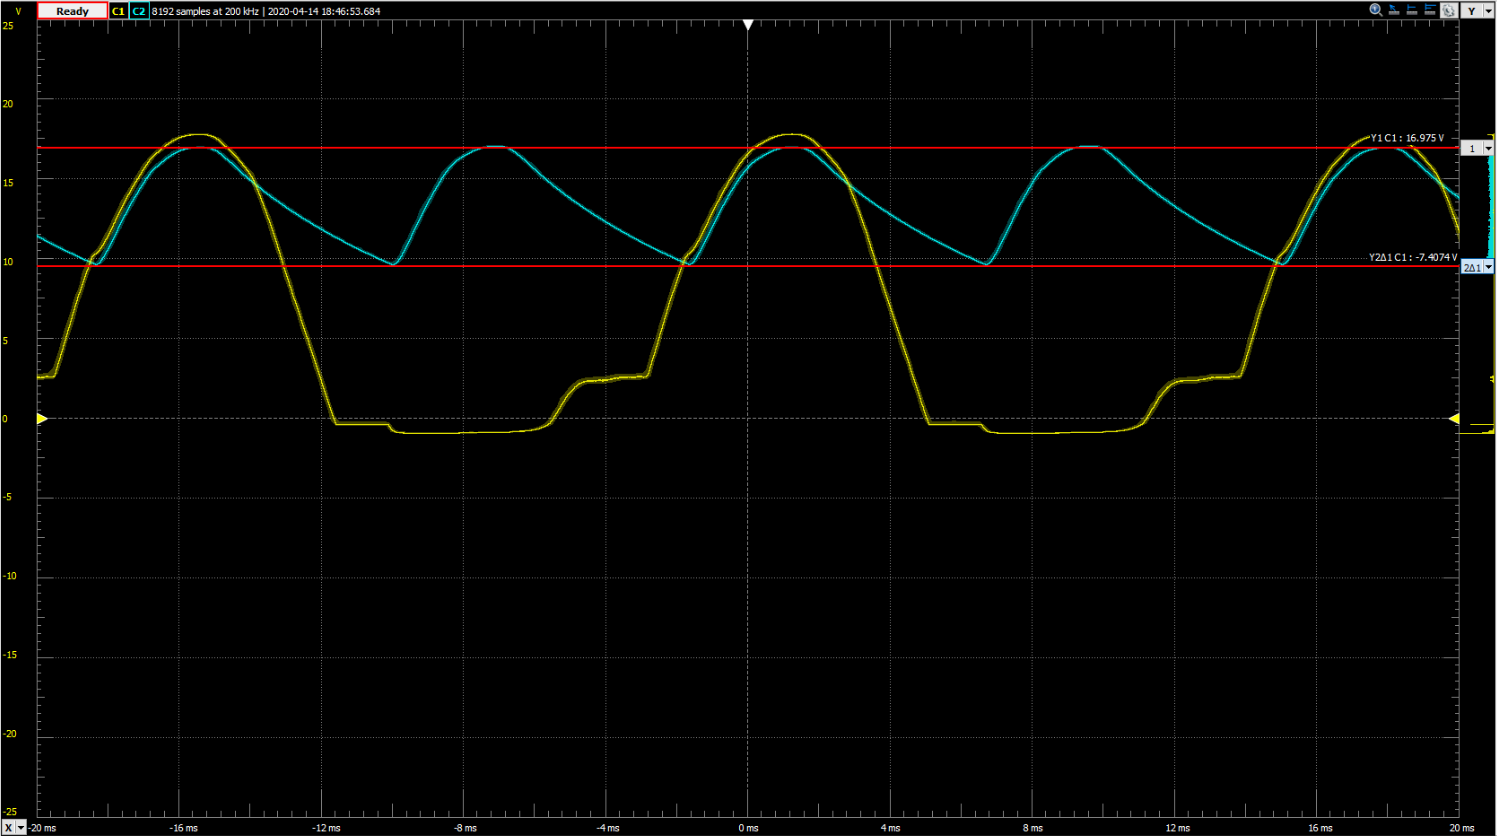 V Ready C1 C2 8192 samples at 200 kHz | 2020-04-14 18:46:53.684 Y
25
20
Y1 C1 : 16.975 V
1
15
10
Y2Δ1 C1 : -7.4074 V
2Δ1
5
0
-5
-10
-15
-20
-25
X -20 ms -16 ms -12 ms -8 ms -4 ms 0 ms 4 ms 8 ms 12 ms 16 ms 20 ms